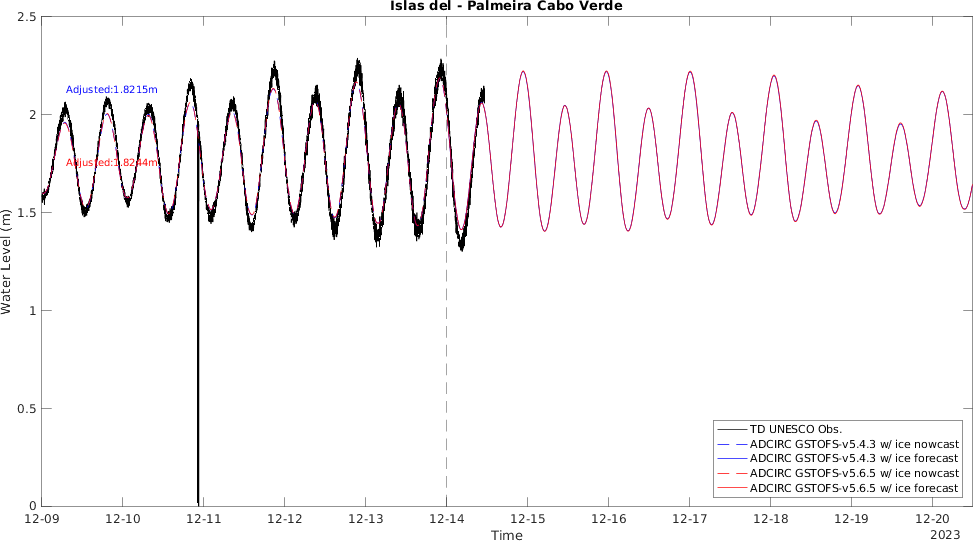 Islas del - Palmeira Cabo Verde
2.5
2
1.5
1
0.5
0
Water Level (m)
Adjusted:1.8215m
Adjusted:1.8244m
TD UNESCO Obs.
ADCIRC GSTOFS-v5.4.3 w/ ice nowcast
ADCIRC GSTOFS-v5.4.3 w/ ice forecast
ADCIRC GSTOFS-v5.6.5 w/ ice nowcast
ADCIRC GSTOFS-v5.6.5 w/ ice forecast
12-09 12-10 12-11 12-12 12-13 12-14 12-15 12-16 12-17 12-18 12-19 12-20
Time
2023